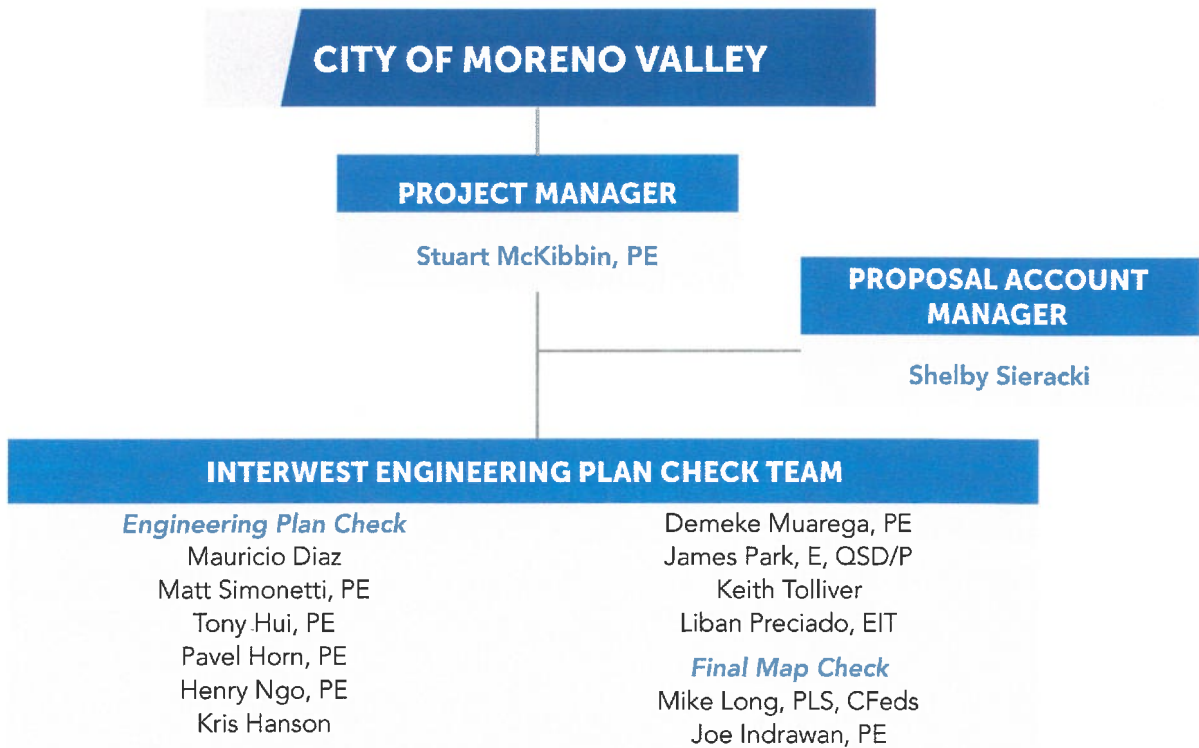 CITY OF MORENO VALLEY
PROJECT MANAGER
Stuart McKibbin, PE
PROPOSAL ACCOUNT
MANAGER
Shelby Sieracki
INTERWEST ENGINEERING PLAN CHECK TEAM
Engineering Plan Check
Mauricio Diaz
Matt Simonetti, PE
Tony Hui, PE
Pavel Horn, PE
Henry Ngo, PE
Kris Hanson
Demeke Muarega, PE
James Park, E, QSD/P
Keith Tolliver
Liban Preciado, EIT
Final Map Check
Mike Long, PLS, CFeds
Joe Indrawan, PE